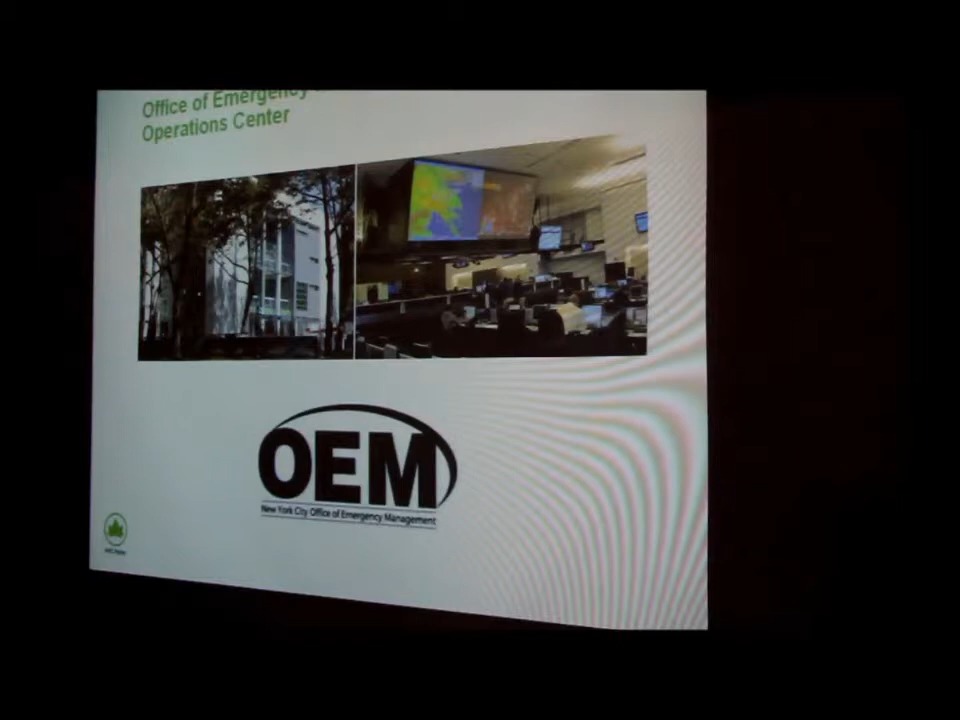 Office of Emergency
Operations Center
OEM
New York City Office of Emergency Management